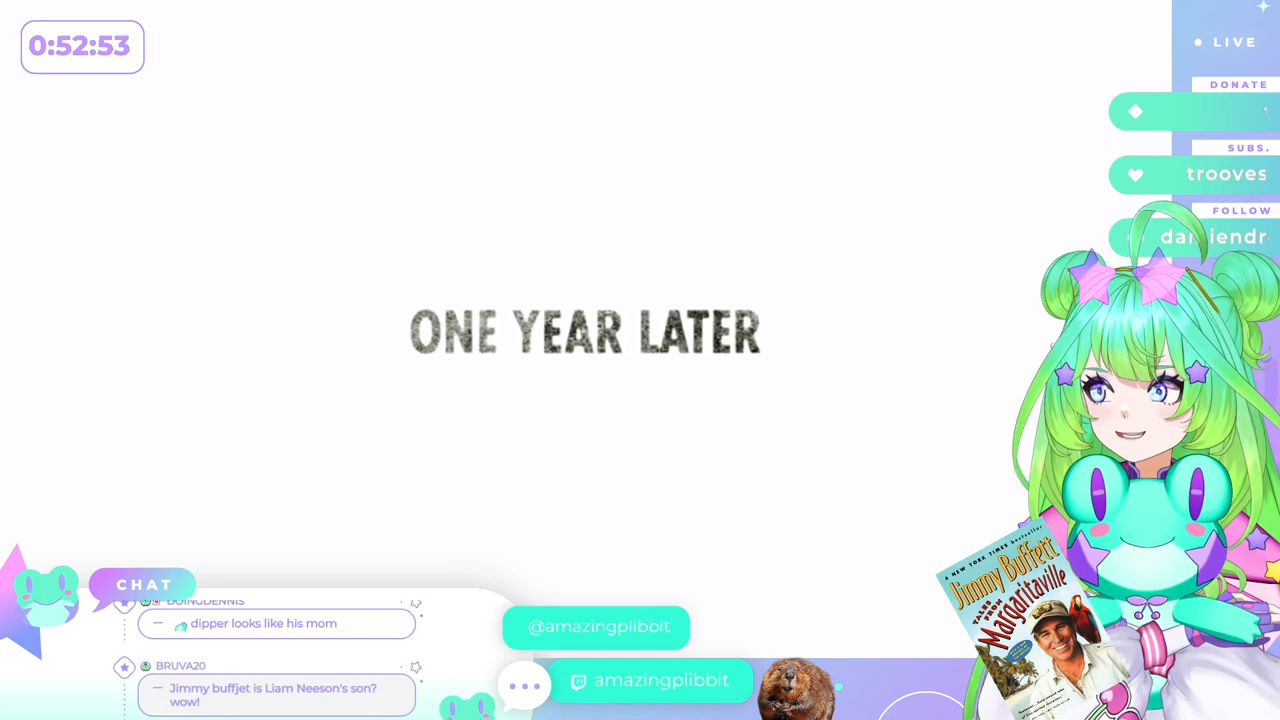 0:52:53
LIVE
DONATE
SUBS.
trooves
FOLLOW
ONE YEAR LATER
CHAT
DOINGDENNIS
dipper looks like his mom
BRUVA20
Jimmy buffjet is Liam Neeson's son?
wow!
@amazingplibbit
amazingplibbit
A NEW YORK TIMES bestseller
Jimmy Buffett
TALES FROM
Margaritaville